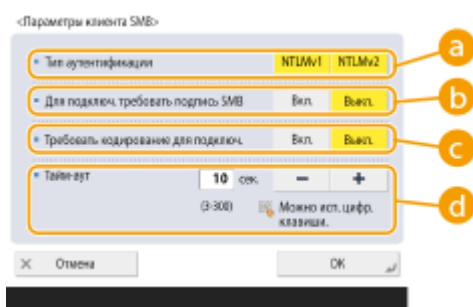 <Параметры клиента SMB>
Тип аутентификации NTLMv1 NTLMv2 a
Для подключ. требовать подпись SMB Вкл. Выкл. b
Требовать кодирование для подключ. Вкл. Выкл. c
Тайм-аут 10 сек. − + d
(3-300) Можно исп. цифр. клавиши.
× Отмена OK